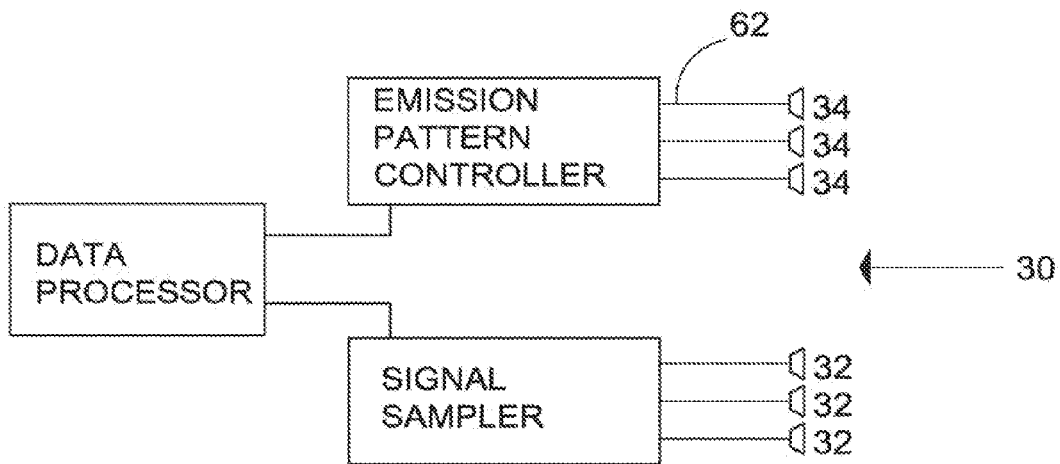 62
EMISSION
PATTERN
CONTROLLER
34
34
34
DATA
PROCESSOR
30
SIGNAL
SAMPLER
32
32
32